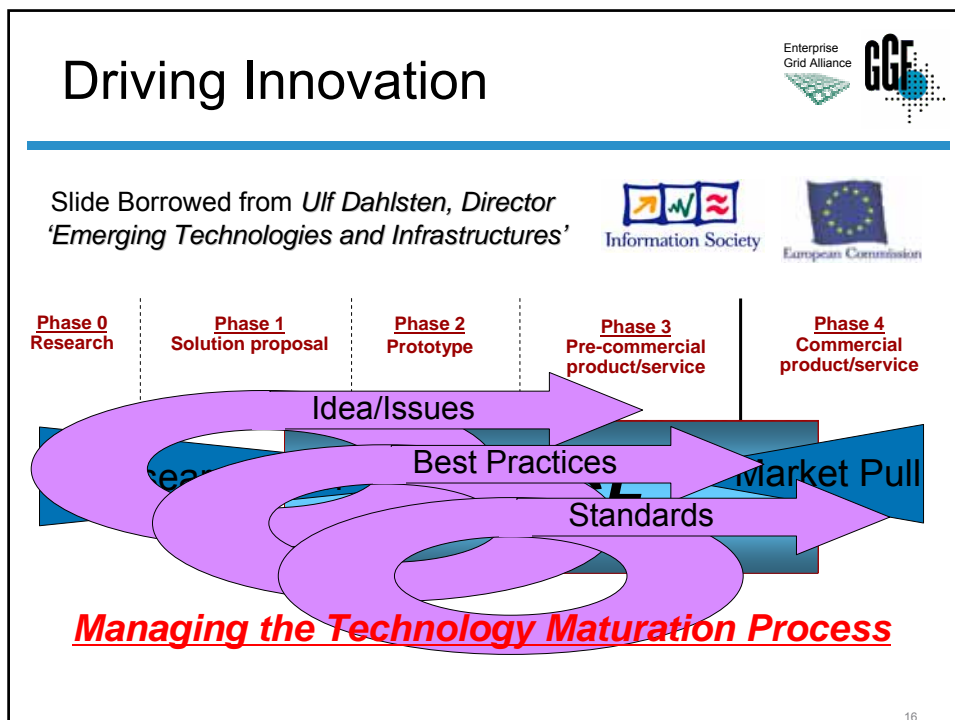 Driving Innovation
Enterprise
Grid Alliance
GGF
Slide Borrowed from Ulf Dahlsten, Director
‘Emerging Technologies and Infrastructures’
Information Society
European Commission
Phase 0
Research
Phase 1
Solution proposal
Phase 2
Prototype
Phase 3
Pre-commercial
product/service
Phase 4
Commercial
product/service
Idea/Issues
Best Practices
Market Pull
Standards
Managing the Technology Maturation Process
16